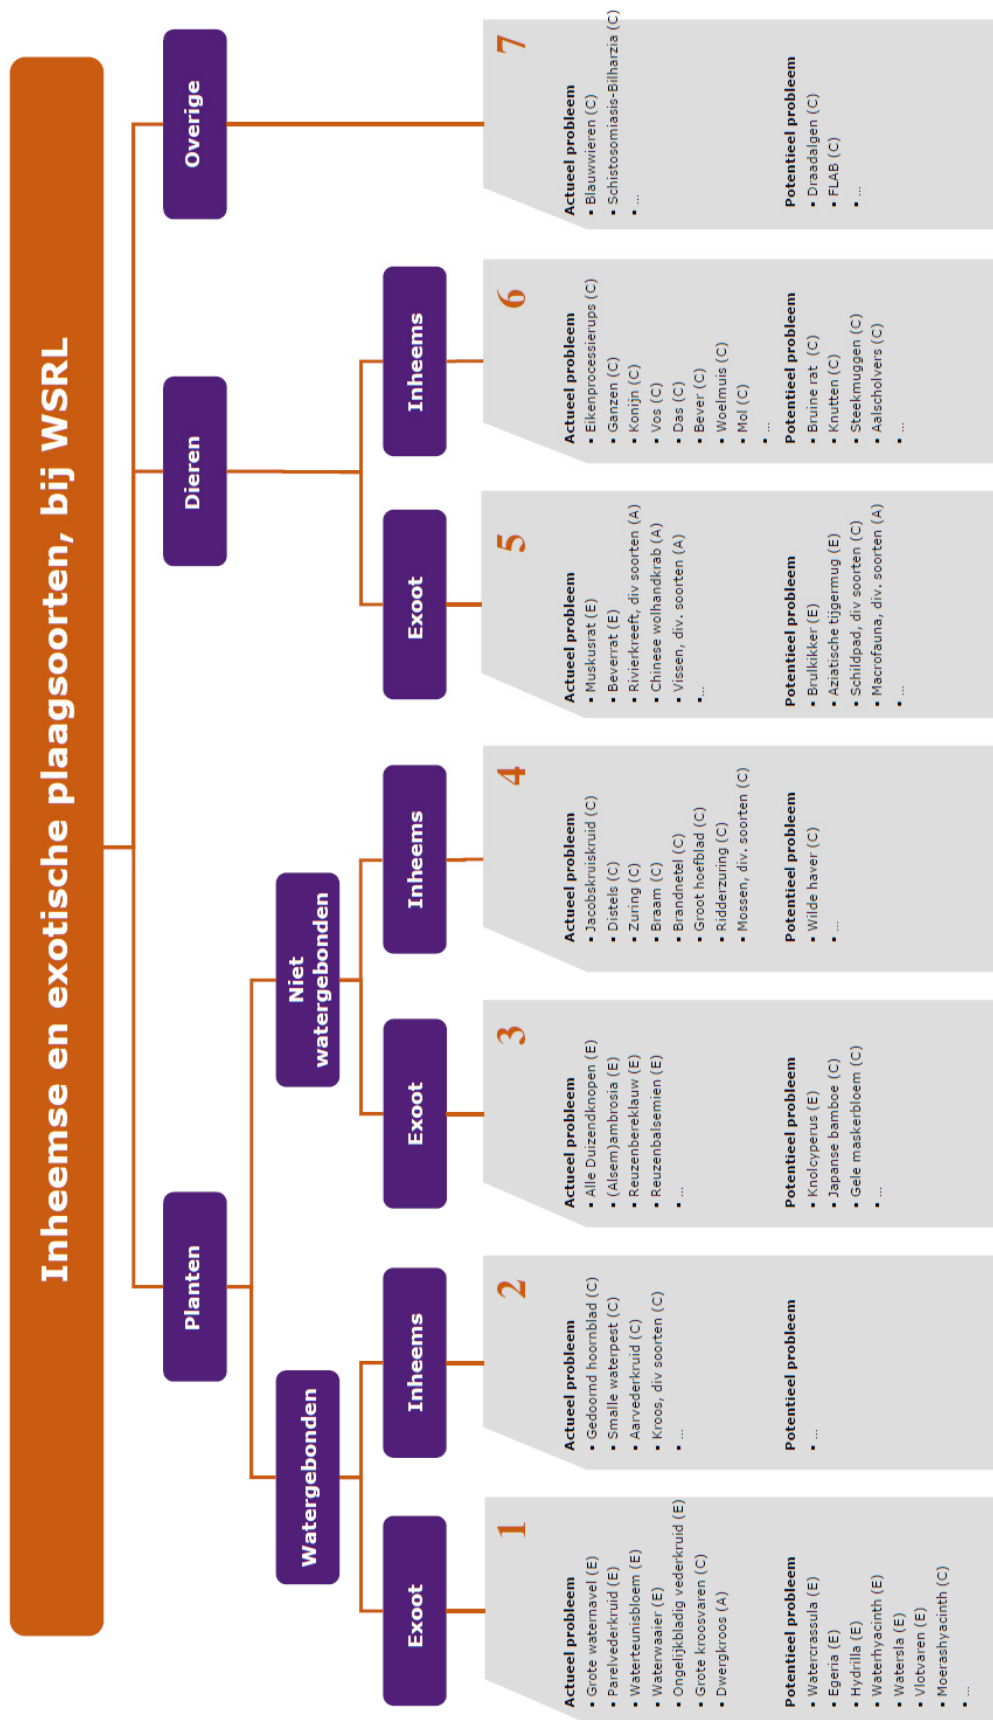 Inheemse en exotische plaagsoorten, bij WSRL
Planten
Dieren
Overige
Watergebonden
Niet
watergebonden
Exoot
Inheems
Exoot
Inheems
Exoot
Inheems
1
Actueel probleem
▪ Grote waternavel (E)
▪ Parelvederkruid (E)
▪ Waterteunisbloem (E)
▪ Waterwaaier (E)
▪ Ongelijkbladig vederkruid (E)
▪ Grote kroosvaren (C)
▪ Dwergkroos (A)
Potentieel probleem
▪ Watercrassula (E)
▪ Egeria (E)
▪ Hydrilla (E)
▪ Waterhyacinth (E)
▪ Watersla (E)
▪ Vlotvaren (E)
▪ Moerashyacinth (C)
▪ ...
2
Actueel probleem
▪ Gedoornd hoornblad (C)
▪ Smalle waterpest (C)
▪ Aarvederkruid (C)
▪ Kroos, div soorten (C)
▪ ...
Potentieel probleem
▪ ...
3
Actueel probleem
▪ Alle Duizendknopen (E)
▪ (Alsem)ambrosia (E)
▪ Reuzenbereklauw (E)
▪ Reuzenbalsemien (E)
▪ ...
Potentieel probleem
▪ Knolcyperus (E)
▪ Japanse bamboe (C)
▪ Gele maskerbloem (C)
▪ ...
4
Actueel probleem
▪ Jacobskruiskruid (C)
▪ Distels (C)
▪ Zuring (C)
▪ Braam (C)
▪ Brandnetel (C)
▪ Groot hoefblad (C)
▪ Ridderzuring (C)
▪ Mossen, div. soorten (C)
Potentieel probleem
▪ Wilde haver (C)
▪ ...
5
Actueel probleem
▪ Muskusrat (E)
▪ Beverrat (E)
▪ Rivierkreeft, div soorten (A)
▪ Chinese wolhandkrab (A)
▪ Vissen, div. soorten (A)
▪...
Potentieel probleem
▪ Brulkikker (E)
▪ Aziatische tijgermug (E)
▪ Schildpad, div soorten (C)
▪ Macrofauna, div. soorten (A)
▪ ...
6
Actueel probleem
▪ Eikenprocessierups (C)
▪ Ganzen (C)
▪ Konijn (C)
▪ Vos (C)
▪ Das (C)
▪ Bever (C)
▪ Woelmuis (C)
▪ Mol (C)
▪ ...
Potentieel probleem
▪ Bruine rat (C)
▪ Knutten (C)
▪ Steekmuggen (C)
▪ Aalscholvers (C)
▪ ...
7
Actueel probleem
▪ Blauwwieren (C)
▪ Schistosomiasis-Bilharzia (C)
▪ ...
Potentieel probleem
▪ Draadalgen (C)
▪ FLAB (C)
▪ ...